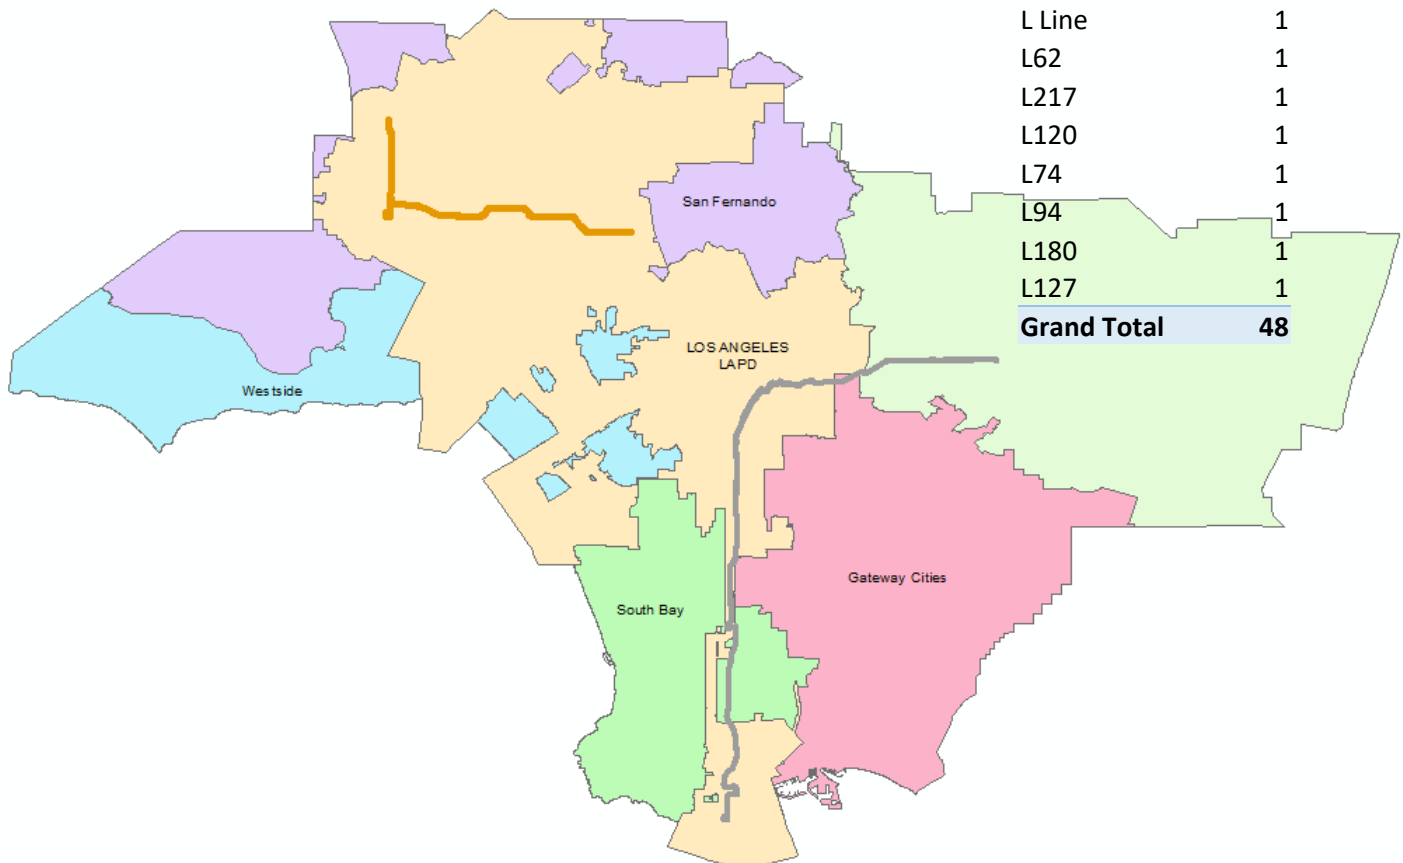 L Line 1
L62 1
L217 1
L120 1
L74 1
L94 1
L180 1
L127 1
Grand Total 48
San Fernando
LOS ANGELES
LAPD
Westside
Gateway Cities
South Bay